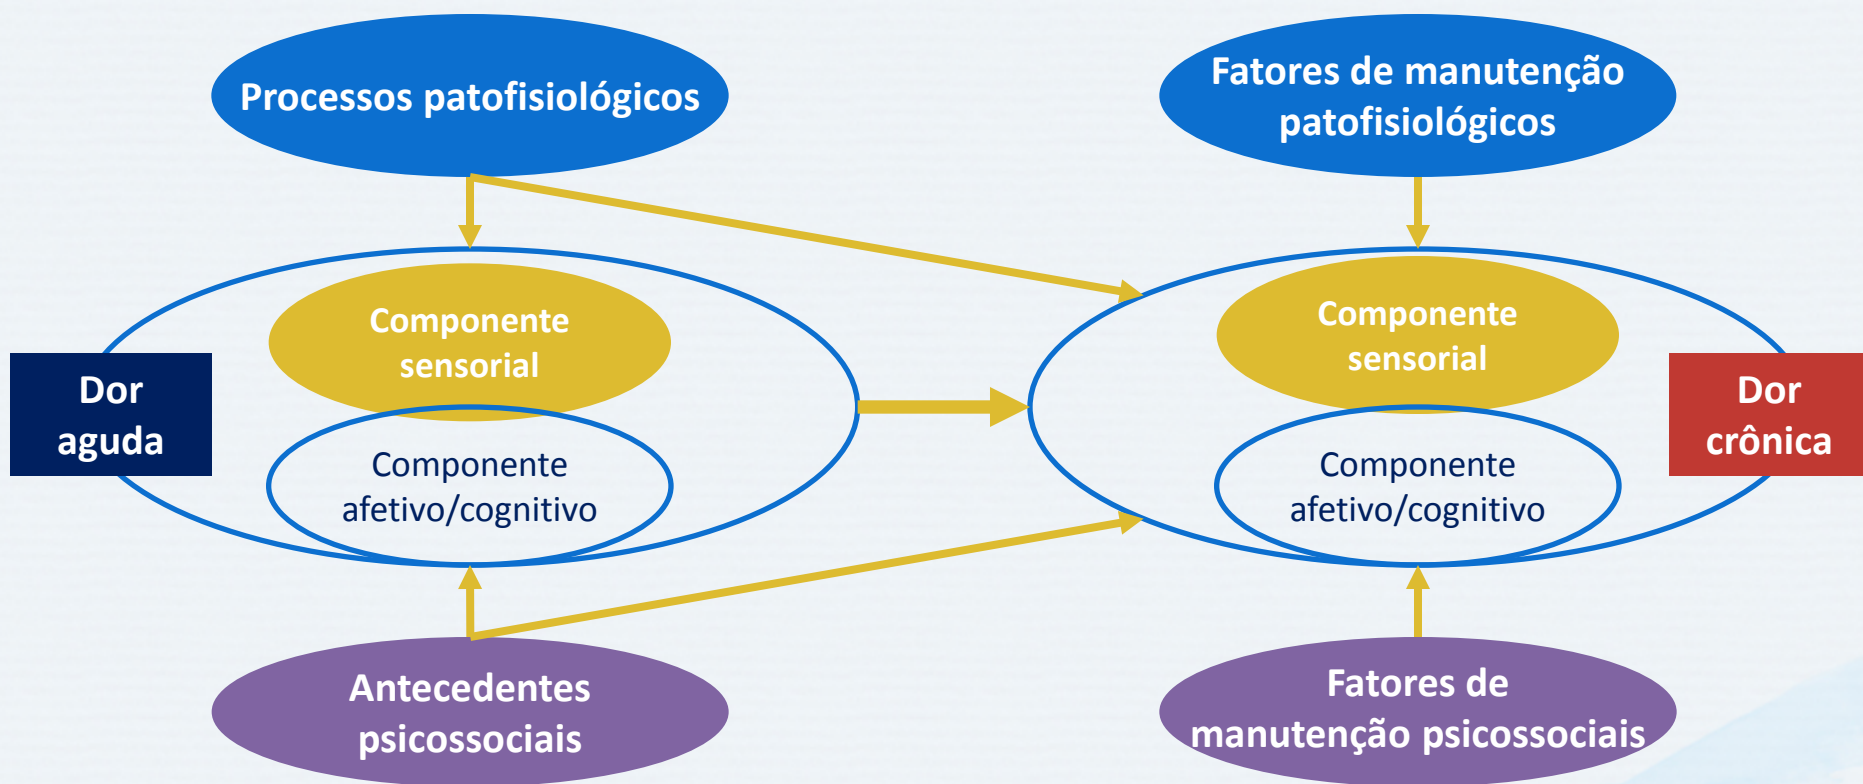 Processos patofisiológicos
Fatores de manutenção
patofisiológicos
Componente
sensorial
Componente
sensorial
Dor
aguda
Dor
crônica
Componente
afetivo/cognitivo
Componente
afetivo/cognitivo
Antecedentes
psicossociais
Fatores de
manutenção psicossociais